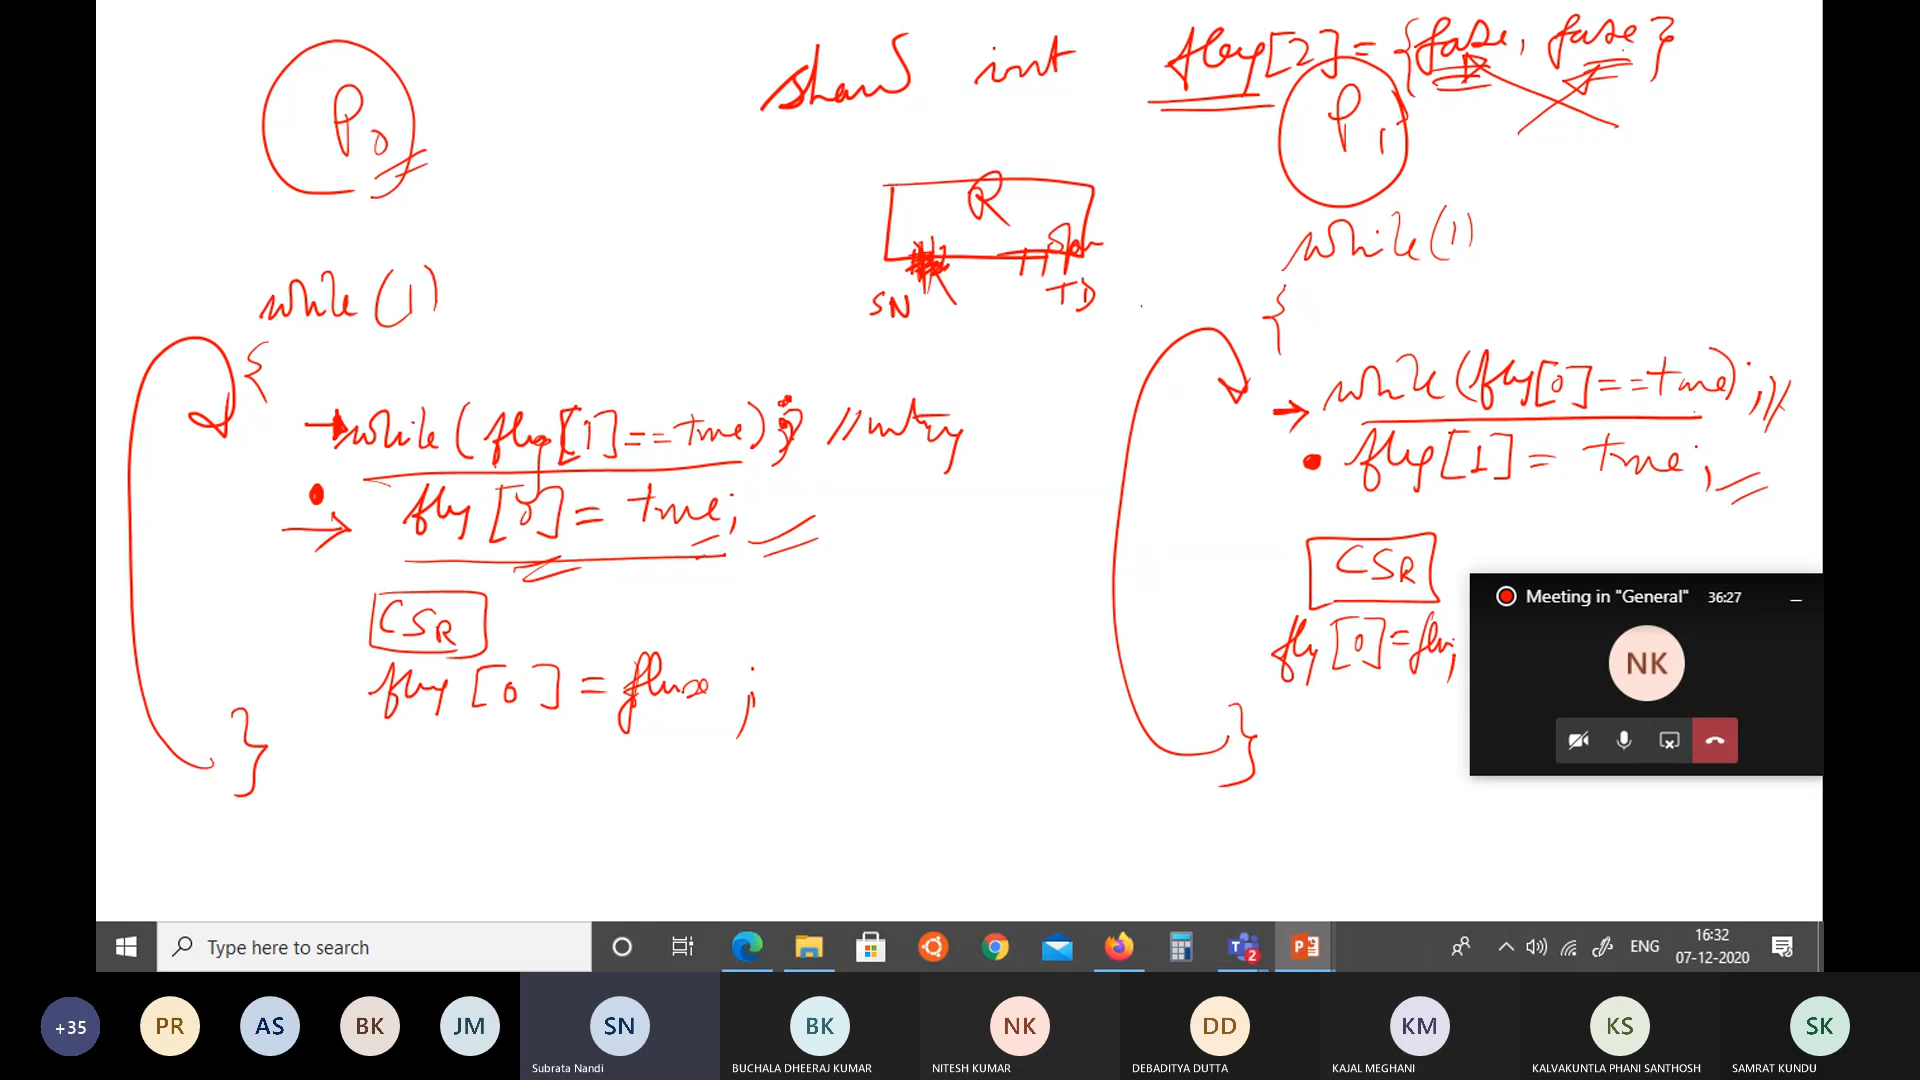 P0
int flag[2] = {false, false}
P1
R
SN
TD
while(1)
{
while(flag[1]==true); //entry
flag[0] = true;
CSR
flag[0] = false;
}
while(1)
{
while(flag[0]==true);
flag[1] = true;
CSR
flag[0] =
}
Meeting in "General" 36:27
NK
Type here to search
2
ENG
16:32
07-12-2020
+35
PR
AS
BK
JM
SN
Subrata Nandi
BK
BUCHALA DHEERAJ KUMAR
NK
NITESH KUMAR
DD
DEBADITYA DUTTA
KM
KAJAL MEGHANI
KS
KALVAKUNTLA PHANI SANTHOSH
SK
SAMRAT KUNDU